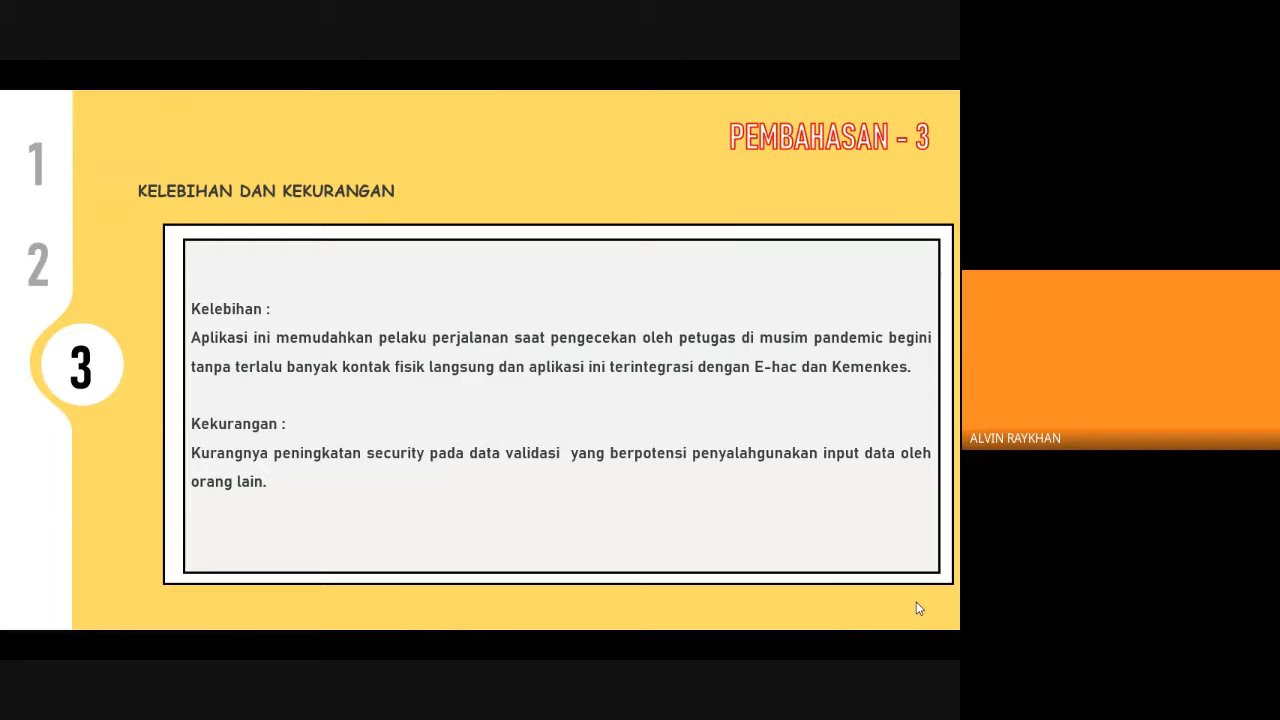 PEMBAHASAN - 3
1
KELEBIHAN DAN KEKURANGAN
2
3
Kelebihan :
Aplikasi ini memudahkan pelaku perjalanan saat pengecekan oleh petugas di musim pandemic begini
tanpa terlalu banyak kontak fisik langsung dan aplikasi ini terintegrasi dengan E-hac dan Kemenkes.
Kekurangan :
Kurangnya peningkatan security pada data validasi yang berpotensi penyalahgunakan input data oleh
orang lain.
ALVIN RAYKHAN